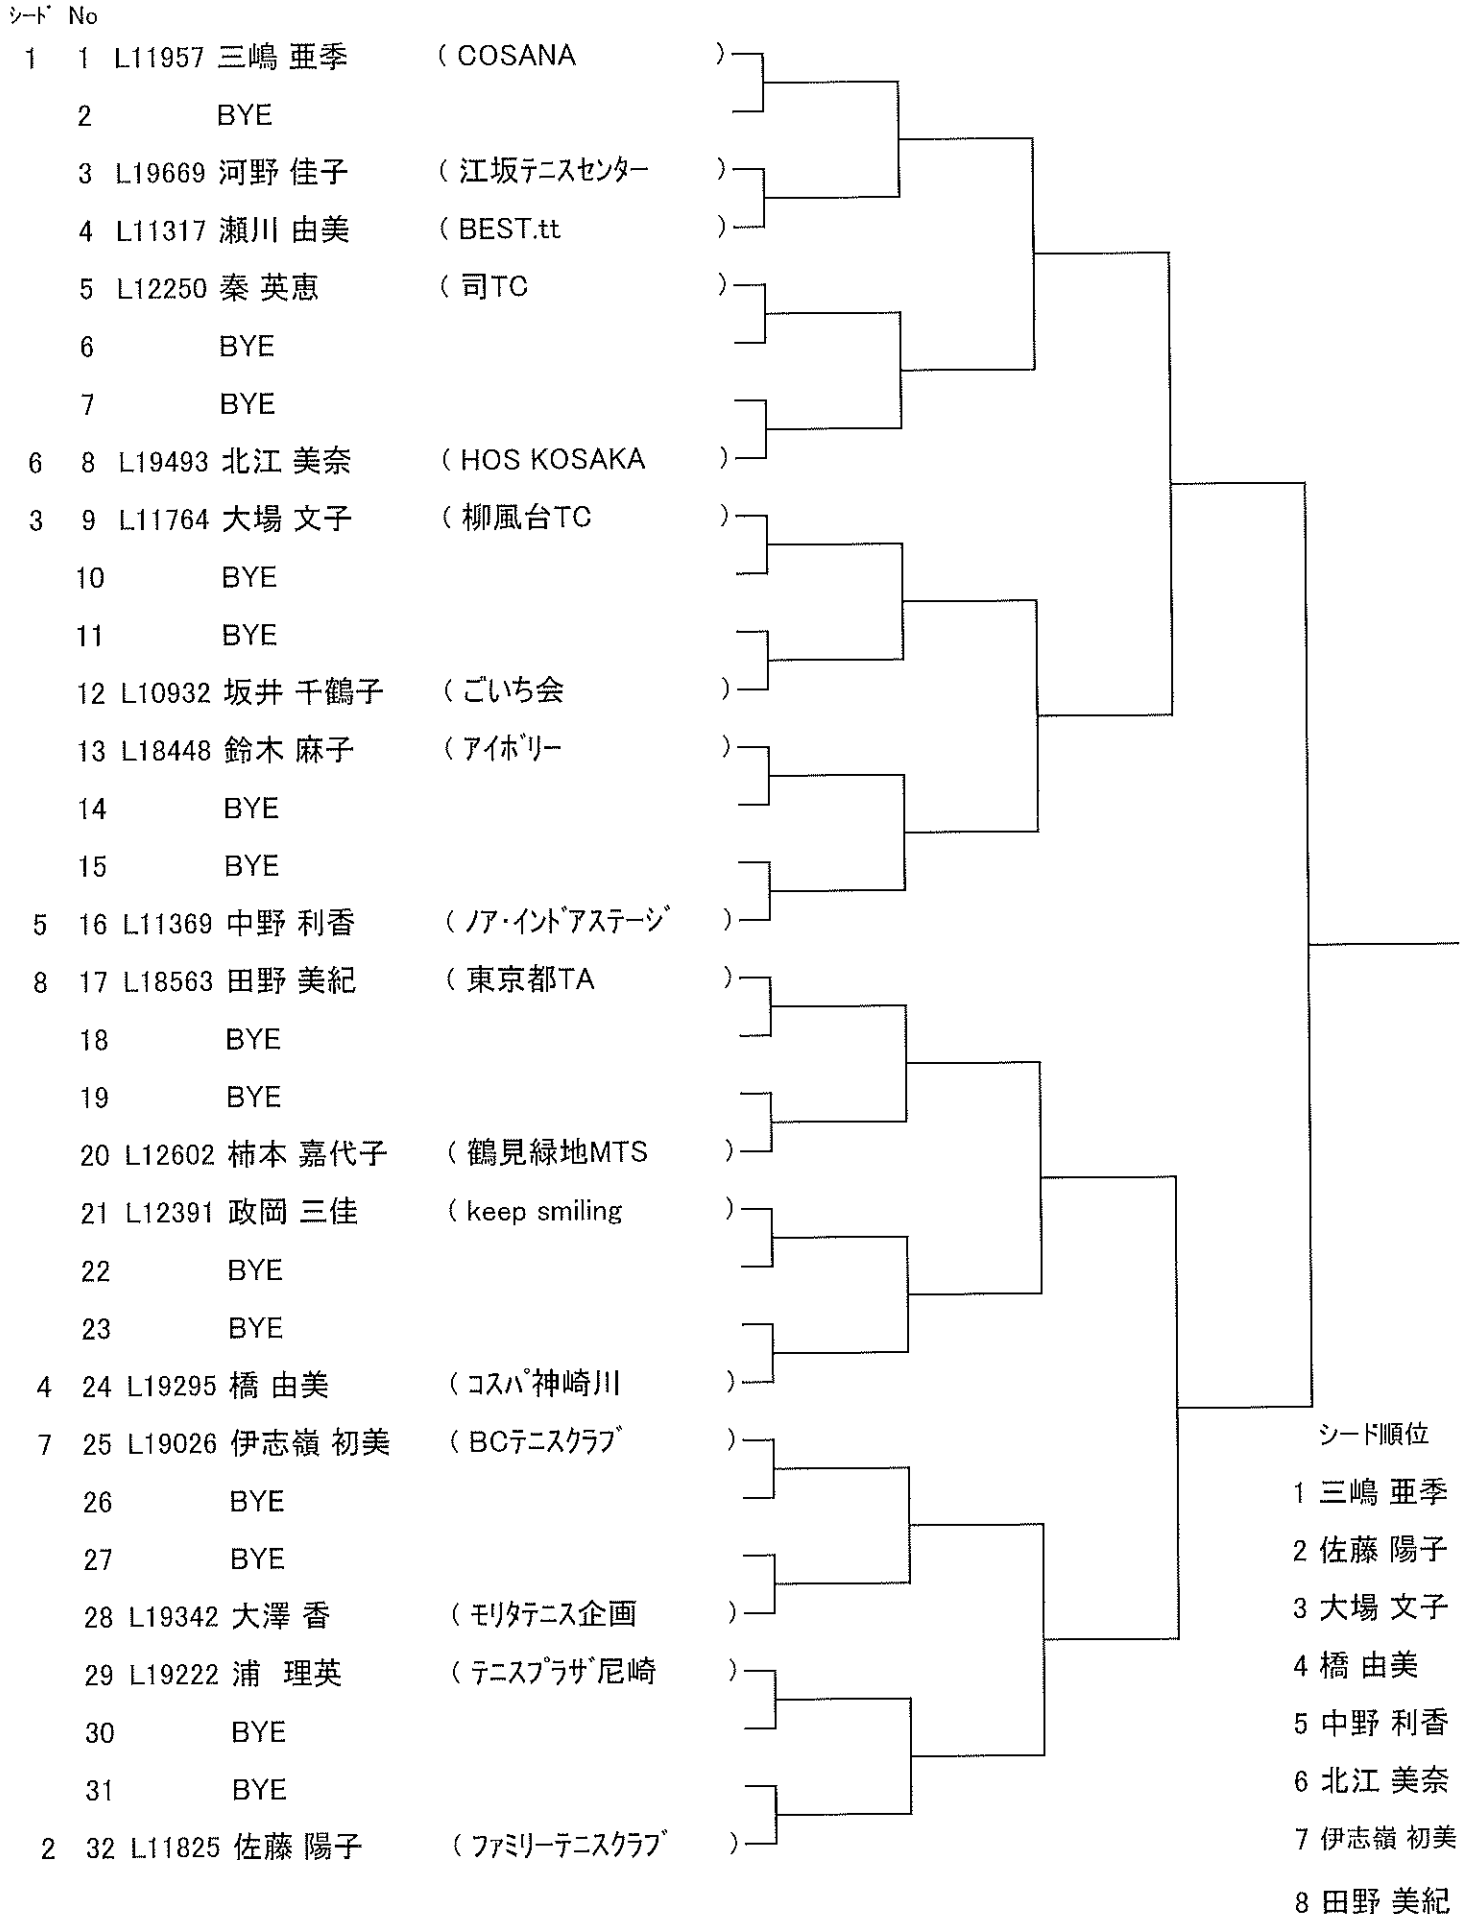 シード No
1 1 L11957 三嶋 亜季 ( COSANA )
2 BYE
3 L19669 河野 佳子 ( 江坂テニスセンター )
4 L11317 瀬川 由美 ( BEST.tt )
5 L12250 秦 英恵 ( 司TC )
6 BYE
7 BYE
6 8 L19493 北江 美奈 ( HOS KOSAKA )
3 9 L11764 大場 文子 ( 柳風台TC )
10 BYE
11 BYE
12 L10932 坂井 千鶴子 ( ごいち会 )
13 L18448 鈴木 麻子 ( アイボリー )
14 BYE
15 BYE
5 16 L11369 中野 利香 ( ノア・インドアステージ )
8 17 L18563 田野 美紀 ( 東京都TA )
18 BYE
19 BYE
20 L12602 柿本 嘉代子 ( 鶴見緑地MTS )
21 L12391 政岡 三佳 ( keep smiling )
22 BYE
23 BYE
4 24 L19295 橋 由美 ( コスパ神崎川 )
7 25 L19026 伊志嶺 初美 ( BCテニスクラブ )
26 BYE
27 BYE
28 L19342 大澤 香 ( モリタテニス企画 )
29 L19222 浦 理英 ( テニスプラザ尼崎 )
30 BYE
31 BYE
2 32 L11825 佐藤 陽子 ( ファミリーテニスクラブ )
シード順位
1 三嶋 亜季
2 佐藤 陽子
3 大場 文子
4 橋 由美
5 中野 利香
6 北江 美奈
7 伊志嶺 初美
8 田野 美紀